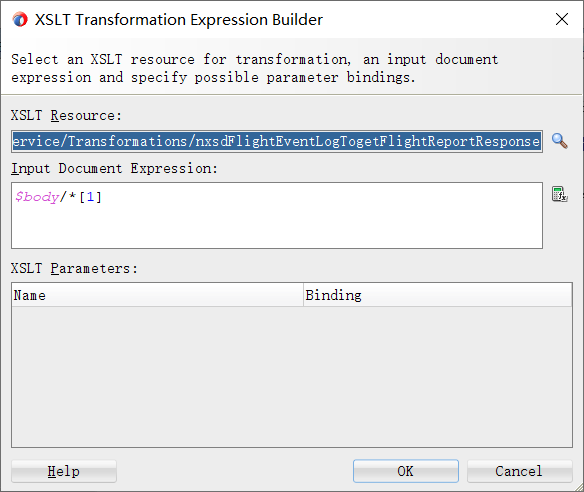 XSLT Transformation Expression Builder
Select an XSLT resource for transformation, an input document
expression and specify possible parameter bindings.
XSLT Resource:
ervice/Transformations/nxsdFlightEventLogTogetFlightReportResponse
Input Document Expression:
$body/*[1]
XSLT Parameters:
Name Binding
Help OK Cancel